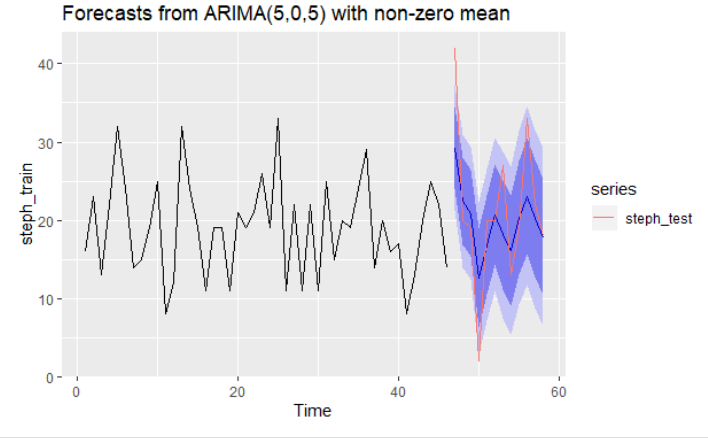 Forecasts from ARIMA(5,0,5) with non-zero mean
40
30
20
10
0
steph_train
0 20 40 60
Time
series
steph_test